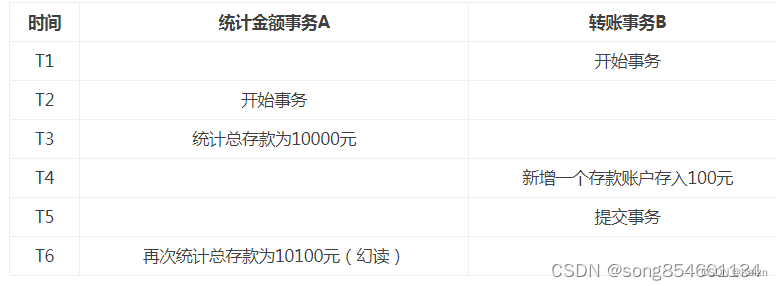 时间 统计金额事务A 转账事务B
T1 开始事务
T2 开始事务
T3 统计总存款为10000元
T4 新增一个存款账户存入100元
T5 提交事务
T6 再次统计总存款为10100元（幻读）
CSDN @song854601134